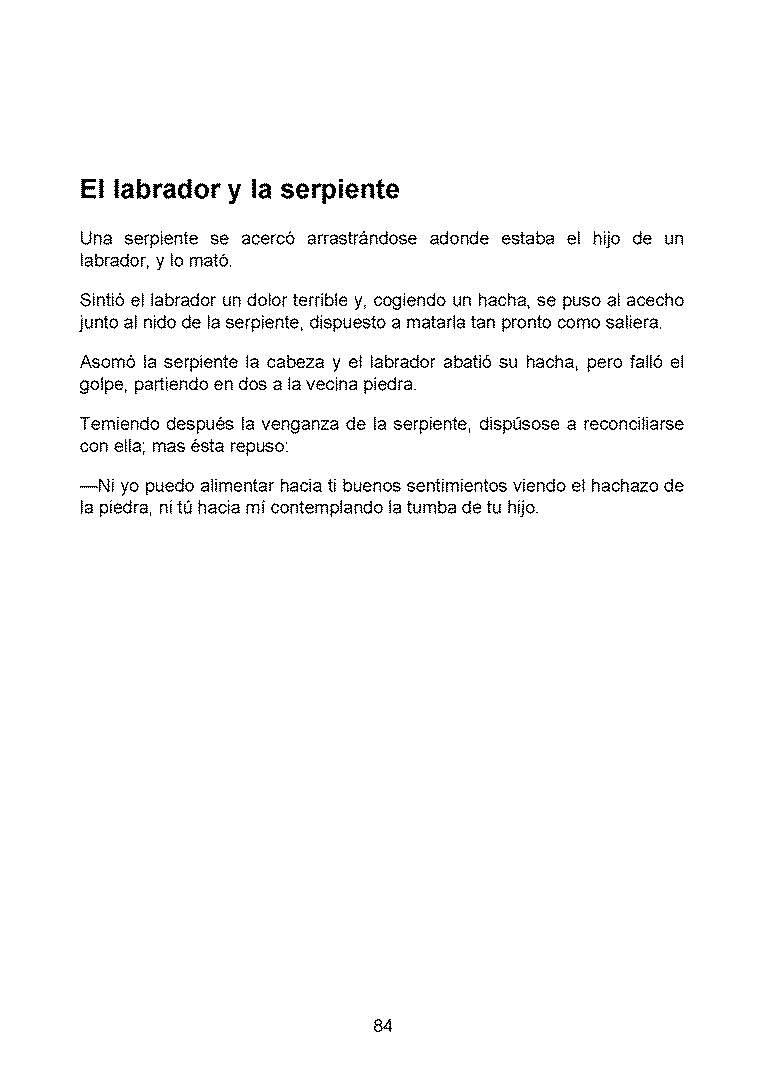 El labrador y la serpiente
Una serpiente se acercó arrastrándose adonde estaba el hijo de un
labrador, y lo mató.
Sintió el labrador un dolor terrible y, cogiendo un hacha, se puso al acecho
junto al nido de la serpiente, dispuesto a matarla tan pronto como saliera.
Asomó la serpiente la cabeza y el labrador abatió su hacha, pero falló el
golpe, partiendo en dos a la vecina piedra.
Temiendo después la venganza de la serpiente, dispúsose a reconciliarse
con ella; mas ésta repuso:
—Ni yo puedo alimentar hacia ti buenos sentimientos viendo el hachazo de
la piedra, ni tú hacia mí contemplando la tumba de tu hijo.
84